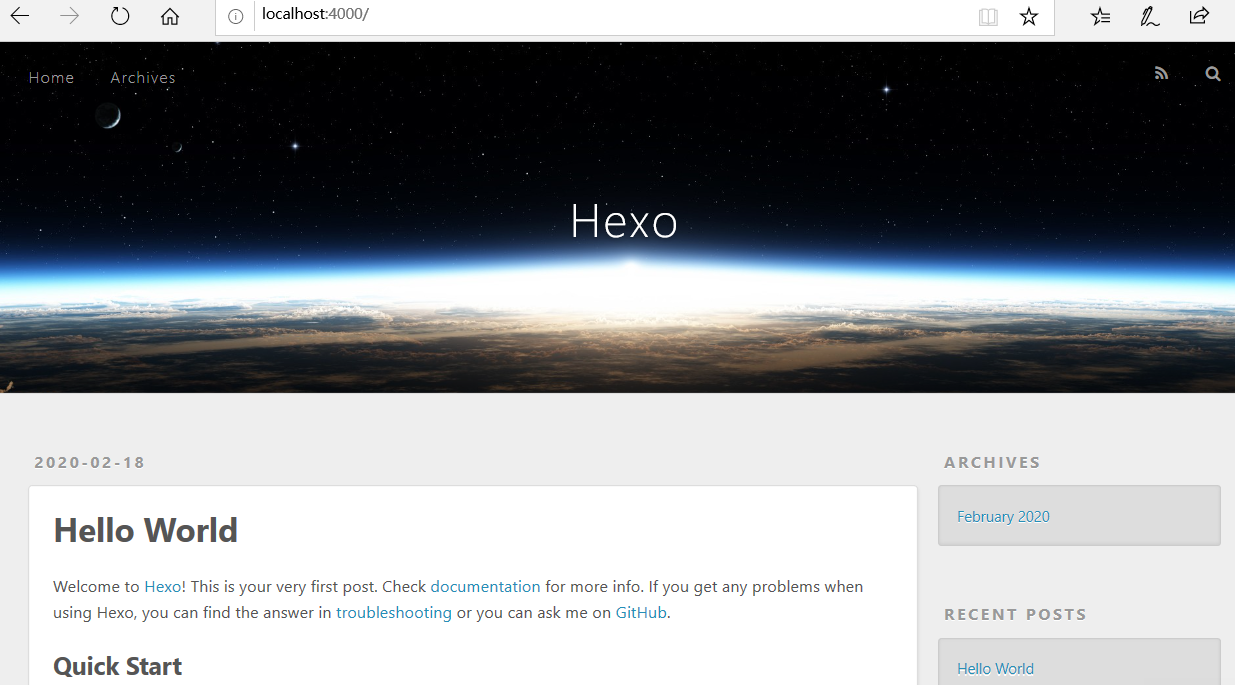 localhost:4000/
Home Archives
Hexo
2020-02-18
Hello World
Welcome to Hexo! This is your very first post. Check documentation for more info. If you get any problems when
using Hexo, you can find the answer in troubleshooting or you can ask me on GitHub.
Quick Start
ARCHIVES
February 2020
RECENT POSTS
Hello World